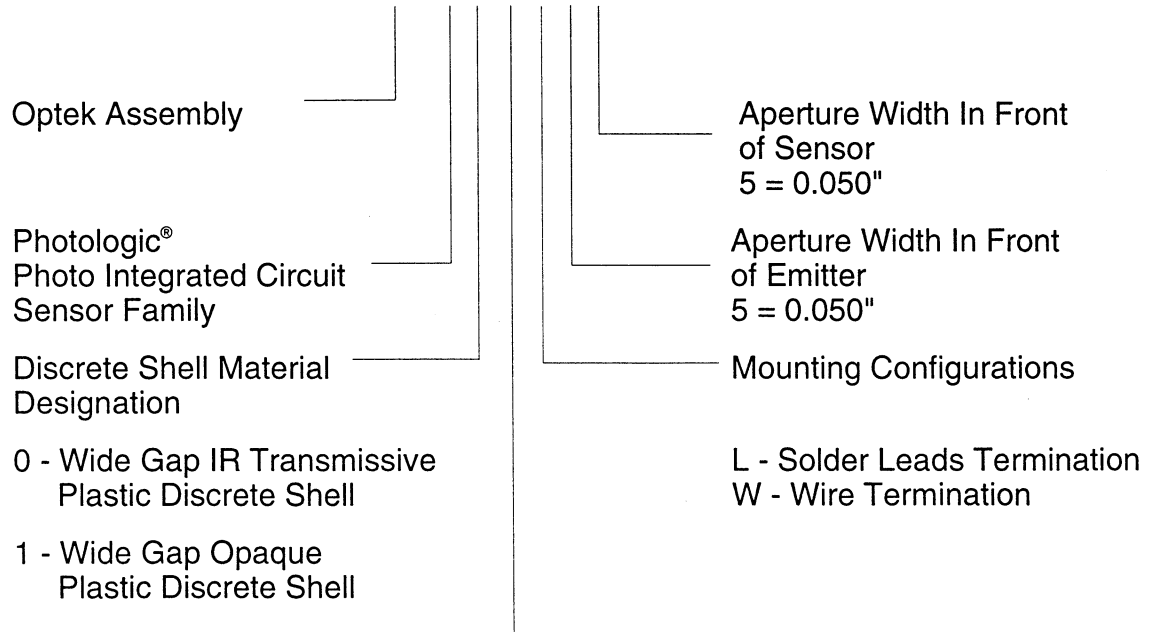 Optek Assembly
Photologic®
Photo Integrated Circuit
Sensor Family
Discrete Shell Material
Designation
0 - Wide Gap IR Transmissive
Plastic Discrete Shell
1 - Wide Gap Opaque
Plastic Discrete Shell
Aperture Width In Front
of Sensor
5 = 0.050"
Aperture Width In Front
of Emitter
5 = 0.050"
Mounting Configurations
L - Solder Leads Termination
W - Wire Termination